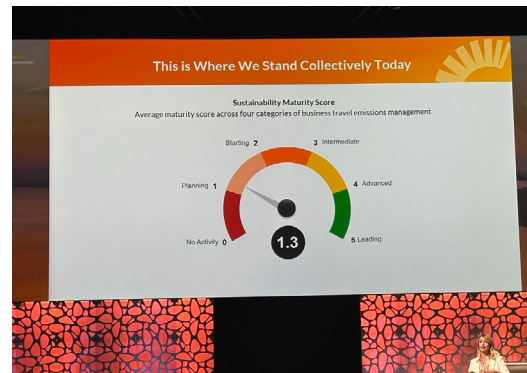 This is Where We Stand Collectively Today
Sustainability Maturity Score
Average maturity score across four categories of business travel emissions management
Starting 2
3 Intermediate
Planning 1
4 Advanced
No Activity 0
1.3
5 Leading